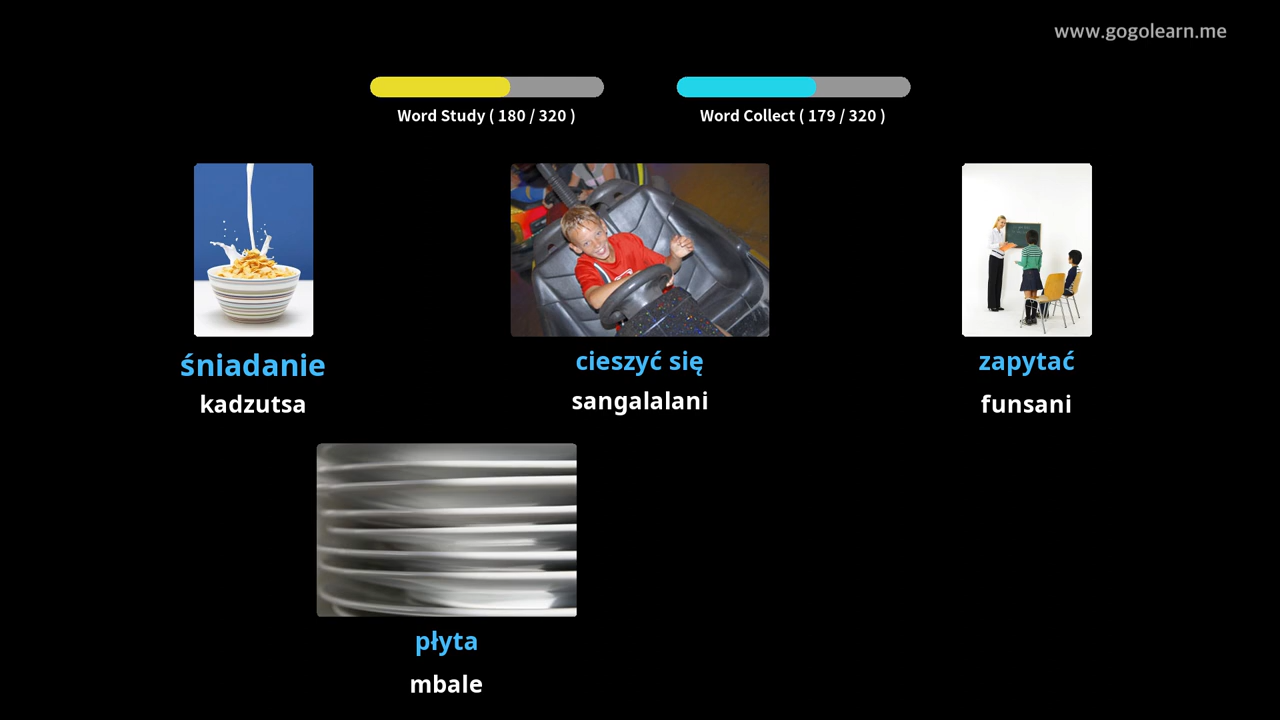 www.gogolearn.me
Word Study ( 180 / 320 )
Word Collect ( 179 / 320 )
śniadanie
kadzutsa
cieszyć się
sangalalani
zapytać
funsani
płyta
mbale